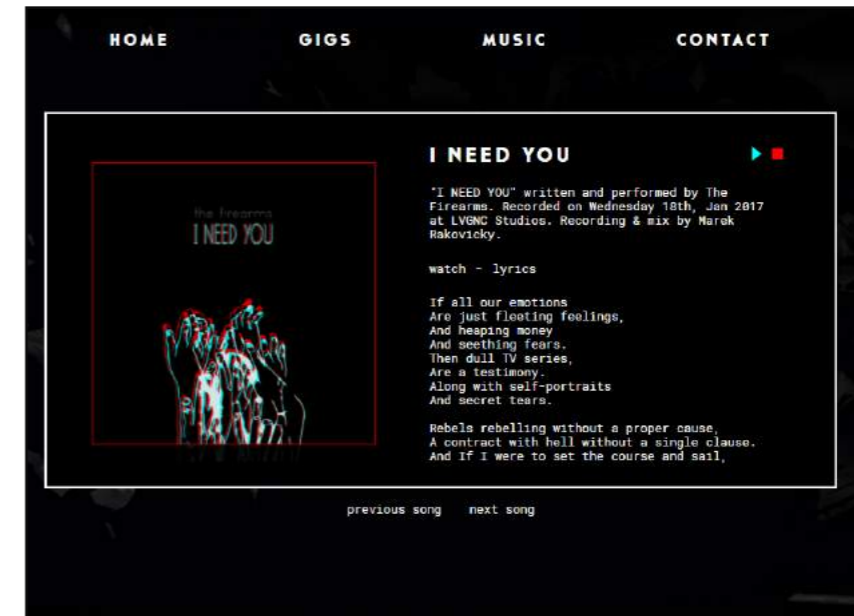 HOME GIGS MUSIC CONTACT
the firearms
I NEED YOU
I NEED YOU
"I NEED YOU" written and performed by The
Firearms. Recorded on Wednesday 18th, Jan 2017
at LVGNC Studios. Recording & mix by Marek
Rakovicky.
watch - lyrics
If all our emotions
Are just fleeting feelings,
And heaping money
And seething fears.
Then dull TV series,
Are a testimony.
Along with self-portraits
And secret tears.
Rebels rebelling without a proper cause,
A contract with hell without a single clause.
And If I were to set the course and sail,
previous song next song